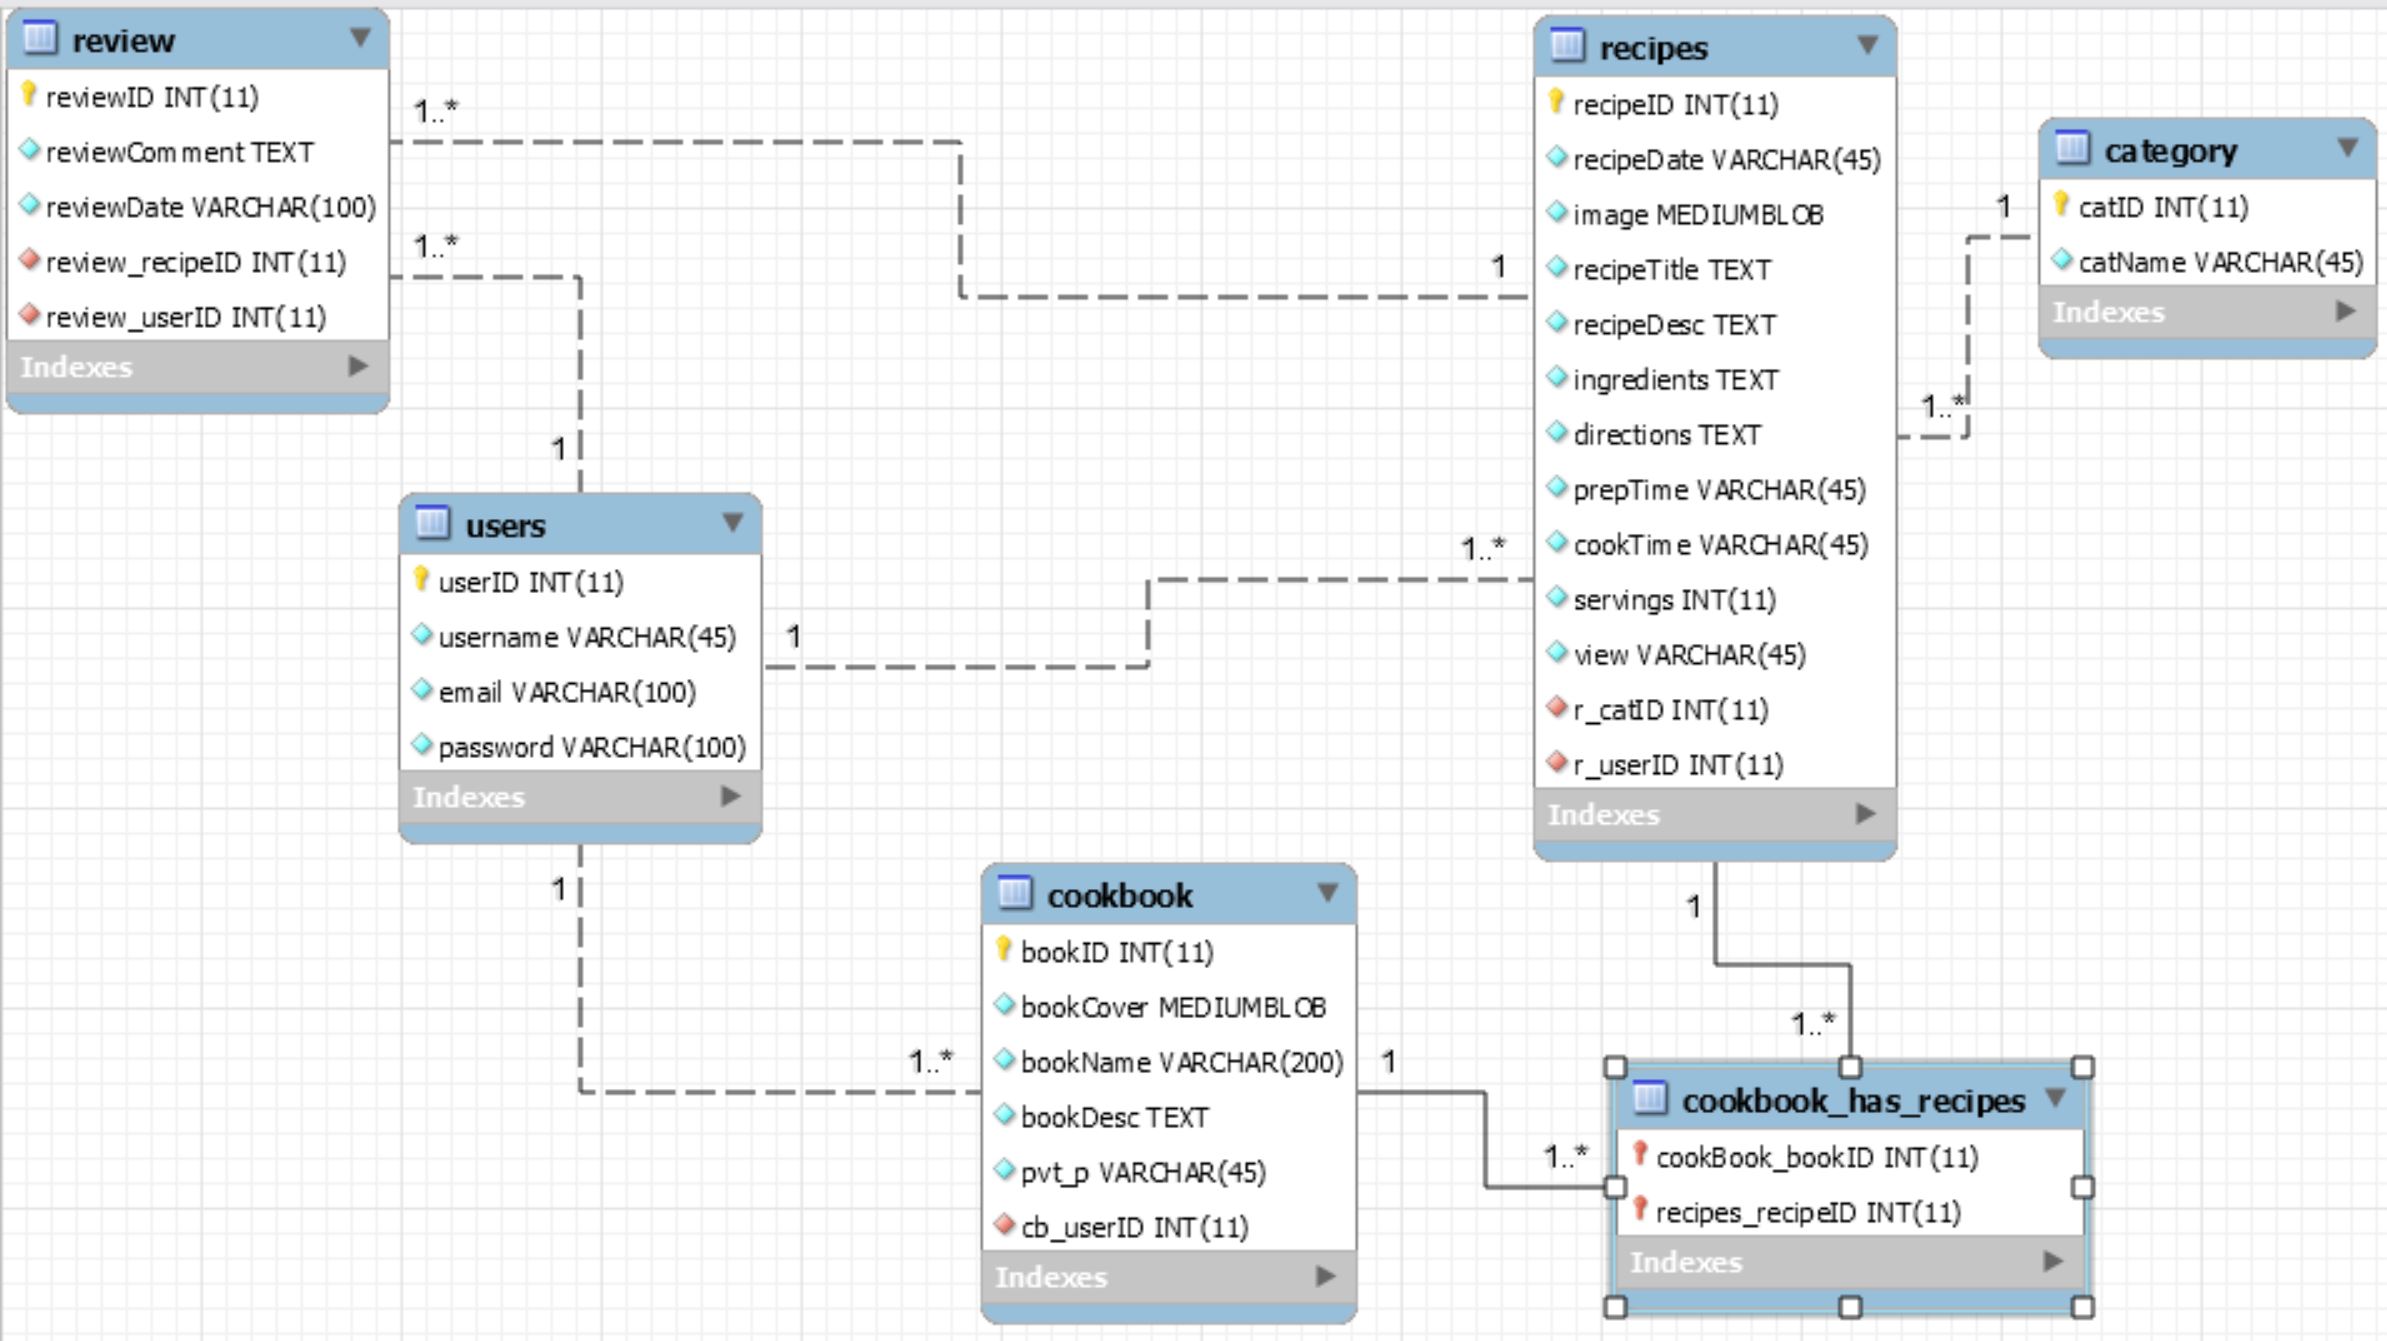 review
reviewID INT(11)
reviewComment TEXT
reviewDate VARCHAR(100)
review_recipeID INT(11)
review_userID INT(11)
Indexes
1..*
1..*
1
1
users
userID INT(11)
username VARCHAR(45)
email VARCHAR(100)
password VARCHAR(100)
Indexes
1
1..*
1
1..*
recipes
recipeID INT(11)
recipeDate VARCHAR(45)
image MEDIUMBLOB
recipeTitle TEXT
recipeDesc TEXT
ingredients TEXT
directions TEXT
prepTime VARCHAR(45)
cookTime VARCHAR(45)
servings INT(11)
view VARCHAR(45)
r_catID INT(11)
r_userID INT(11)
Indexes
1
1..*
category
catID INT(11)
catName VARCHAR(45)
Indexes
cookbook
bookID INT(11)
bookCover MEDIUMBLOB
bookName VARCHAR(200)
bookDesc TEXT
pvt_p VARCHAR(45)
cb_userID INT(11)
Indexes
1
1..*
1
1..*
cookbook_has_recipes
cookBook_bookID INT(11)
recipes_recipeID INT(11)
Indexes